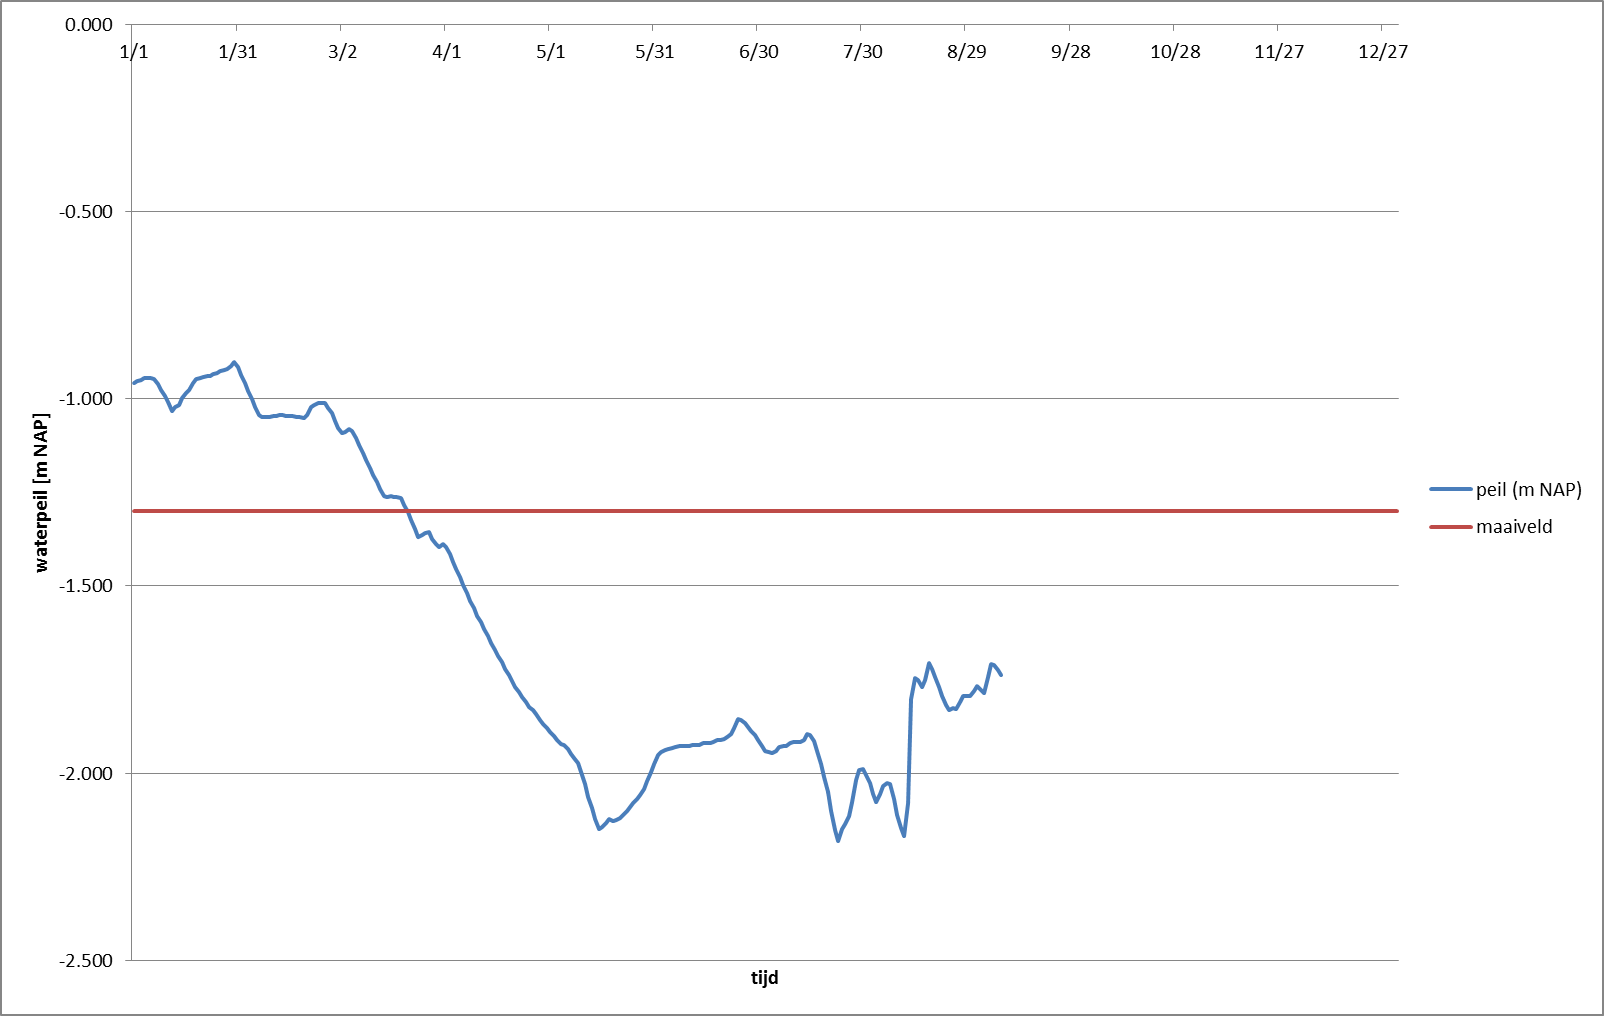 0.000
1/1 1/31 3/2 4/1 5/1 5/31 6/30 7/30 8/29 9/28 10/28 11/27 12/27
-0.500
-1.000
-1.500
-2.000
-2.500
waterpeil [m NAP]
tijd
peil (m NAP)
maaiveld